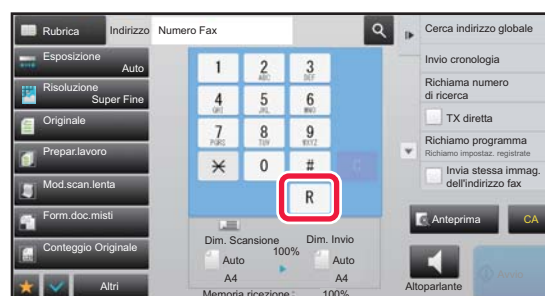 Rubrica
Indirizzo
Numero Fax
Esposizione
Auto
Risoluzione
Super Fine
Originale
Prepar.lavoro
Mod.scan.lenta
Form.doc.misti
Conteggio Originale
Altri
1
2
ABC
3
DEF
4
GHI
5
JKL
6
MNO
7
PQRS
8
TUV
9
WXYZ
0
#
C
R
Dim. Scansione
100%
Dim. Invio
Auto
A4
Auto
A4
Memoria ricezione :
100%
Cerca indirizzo globale
Invio cronologia
Richiama numero
di ricerca
TX diretta
Richiamo programma
Richiamo impostaz. registrate
Invia stessa immag.
dell'indirizzo fax
Anteprima
CA
Altoparlante
Avvio